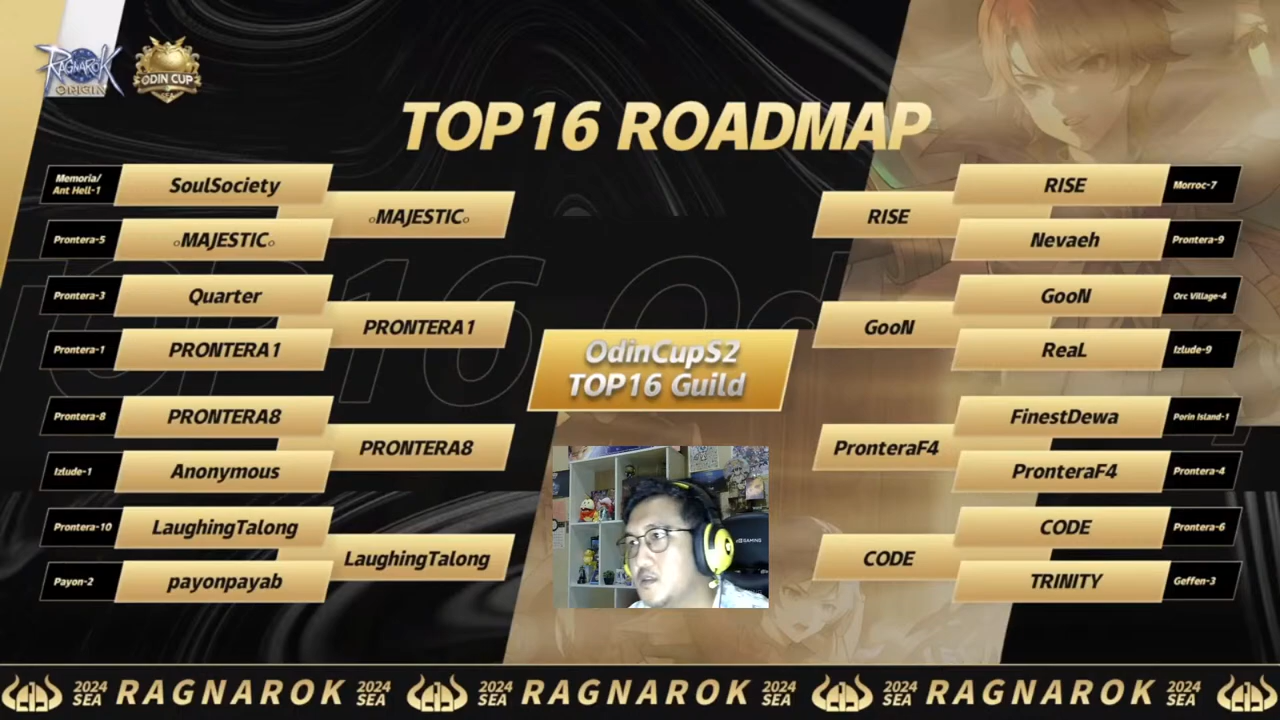 RAGNAROK
ORIGIN
ODIN CUP
TOP16 ROADMAP
Memoria/
Ant Hell-1
SoulSociety
Prontera-5
○MAJESTIC○
Prontera-3
Quarter
Prontera-1
PRONTERA1
Prontera-8
PRONTERA8
Izlude-1
Anonymous
Prontera-10
LaughingTalong
Payon-2
payonpayab
○MAJESTIC○
PRONTERA1
PRONTERA8
LaughingTalong
OdinCupS2
TOP16 Guild
RISE
GooN
PronteraF4
CODE
RISE
Morroc-7
Nevaeh
Prontera-9
GooN
Orc Village-4
ReaL
Izlude-9
FinestDewa
Porin Island-1
PronteraF4
Prontera-4
CODE
Prontera-6
TRINITY
Geffen-3
2024
SEA
RAGNAROK
2024
SEA
2024
SEA
RAGNAROK
2024
SEA
2024
SEA
RAGNAROK
2024
SEA